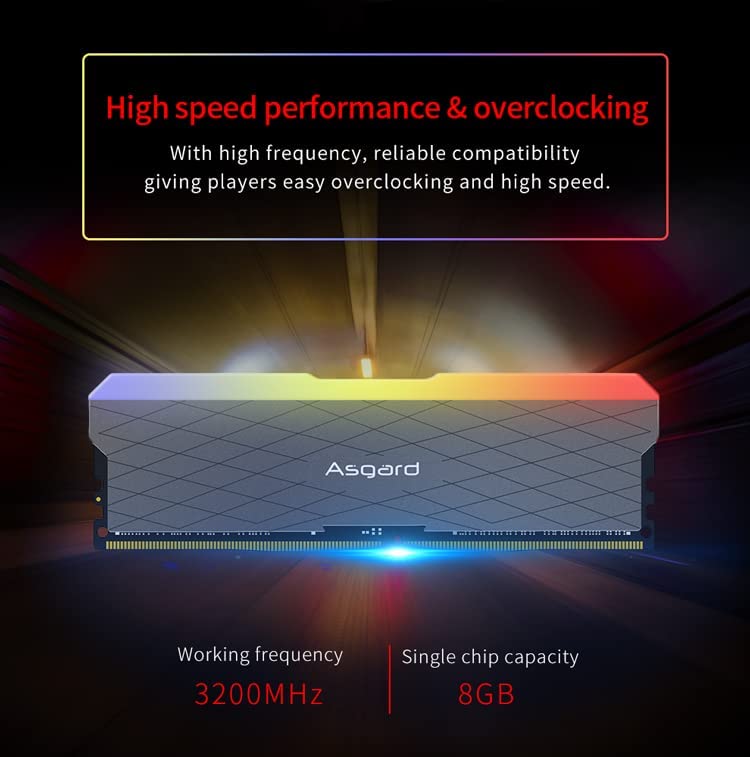 High speed performance & overclocking
With high frequency, reliable compatibility
giving players easy overclocking and high speed.
Asgard
Working frequency
3200MHz
Single chip capacity
8GB